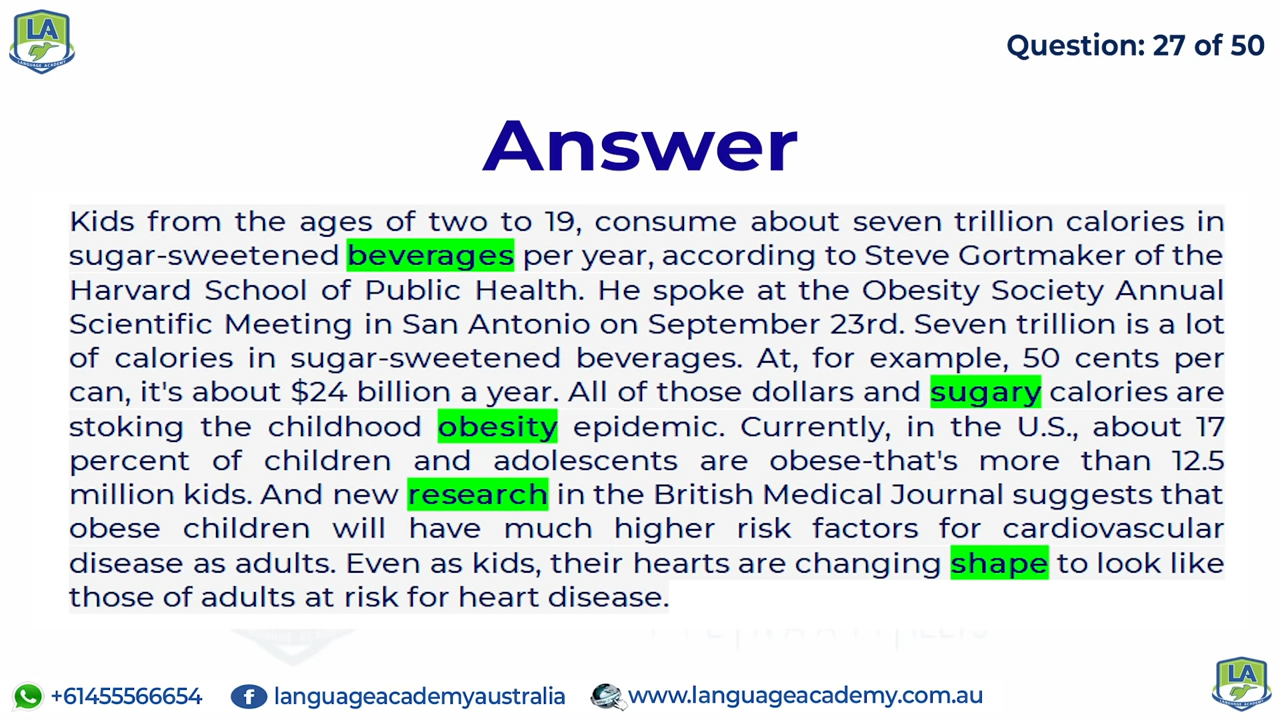 LA
LANGUAGE ACADEMY
Question: 27 of 50
Answer
Kids from the ages of two to 19, consume about seven trillion calories in
sugar-sweetened beverages per year, according to Steve Gortmaker of the
Harvard School of Public Health. He spoke at the Obesity Society Annual
Scientific Meeting in San Antonio on September 23rd. Seven trillion is a lot
of calories in sugar-sweetened beverages. At, for example, 50 cents per
can, it's about $24 billion a year. All of those dollars and sugary calories are
stoking the childhood obesity epidemic. Currently, in the U.S., about 17
percent of children and adolescents are obese-that's more than 12.5
million kids. And new research in the British Medical Journal suggests that
obese children will have much higher risk factors for cardiovascular
disease as adults. Even as kids, their hearts are changing shape to look like
those of adults at risk for heart disease.
+61455566654 languageacademyaustralia www.languageacademy.com.au
LA
LANGUAGE ACADEMY